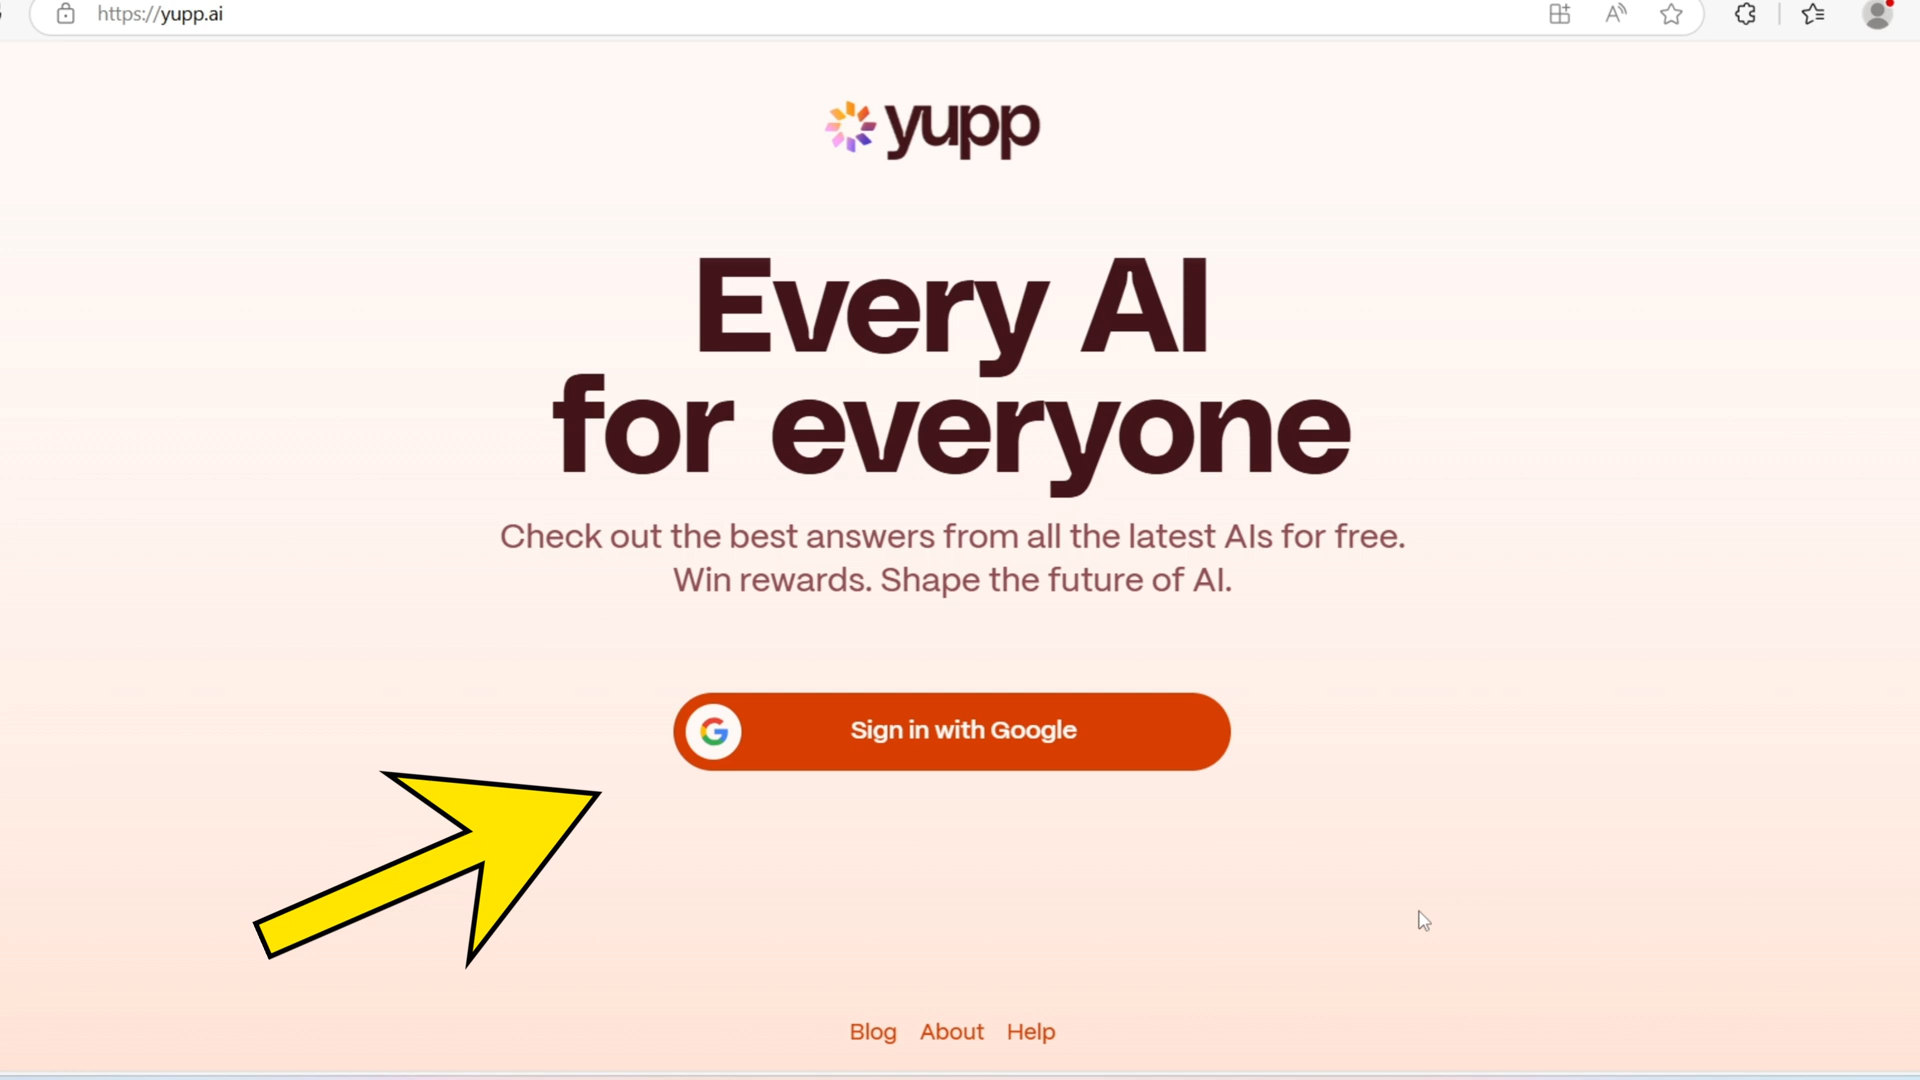 https://yupp.ai
yupp
Every AI
for everyone
Check out the best answers from all the latest AIs for free.
Win rewards. Shape the future of AI.
Sign in with Google
Blog About Help